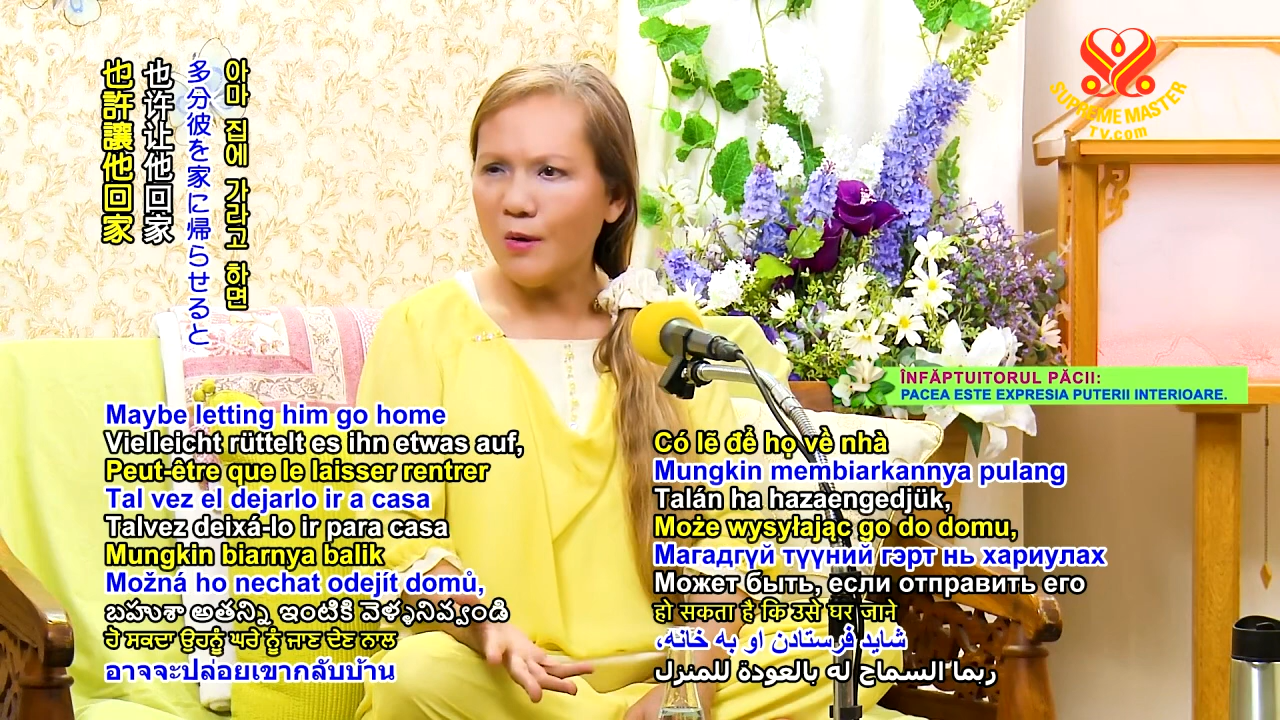 也許讓他回家
也许让他回家
多分彼を家に帰らせると
아마 집에 가라고 하면
SUPREME MASTER
TV.com
ÎNFĂPTUITORUL PĂCII:
PACEA ESTE EXPRESIA PUTERII INTERIOARE.
Maybe letting him go home
Vielleicht rüttelt es ihn etwas auf,
Peut-être que le laisser rentrer
Tal vez el dejarlo ir a casa
Talvez deixá-lo ir para casa
Mungkin biarnya balik
Možná ho nechat odejít domů,
బహుశా అతన్ని ఇంటికి వెళ్ళనివ్వండి
ਹੋ ਸਕਦਾ ਉਹਨੂੰ ਘਰੇ ਨੂੰ ਜਾਣ ਦੇਣ ਨਾਲ
อาจจะปล่อยเขากลับบ้าน
Có lẽ để họ về nhà
Mungkin membiarkannya pulang
Talán ha hazaengedjük,
Może wysyłając go do domu,
Магадгүй түүний гэрт нь хариулах
Может быть, если отправить его
हो सकता है कि उसे घर जाने
شاید فرستادن او به خانه،
ربما السماح له بالعودة للمنزل